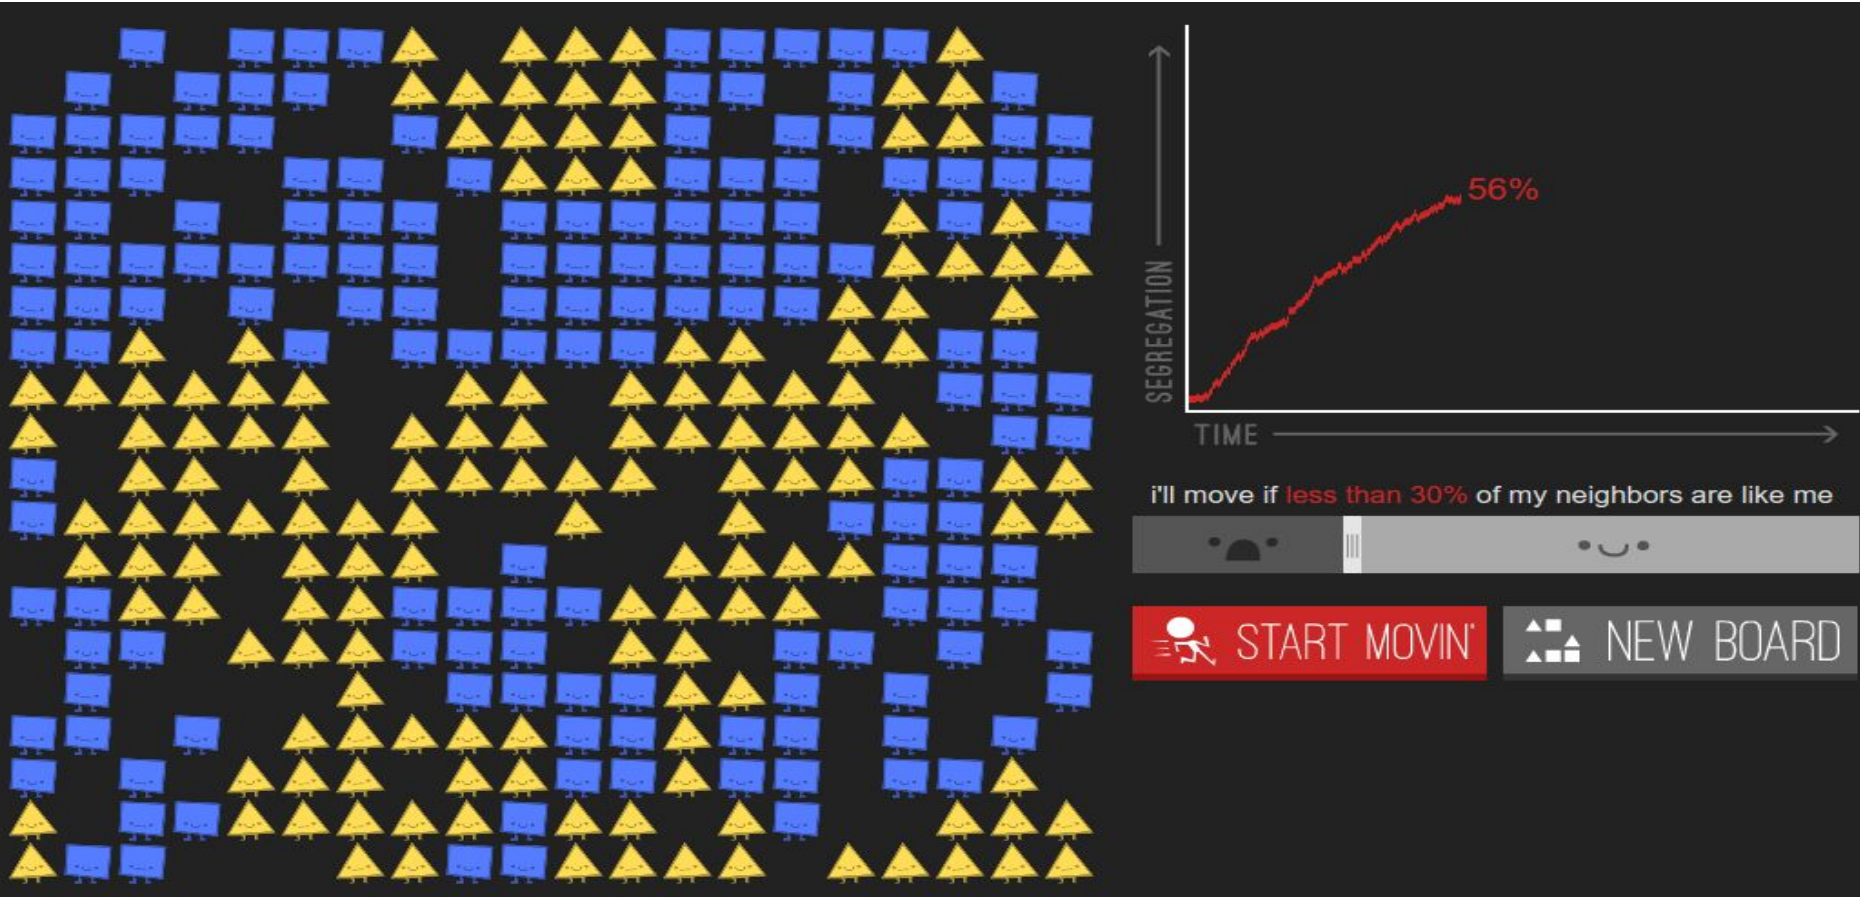 56%
SEGREGATION
TIME
i'll move if less than 30% of my neighbors are like me
START MOVIN'
NEW BOARD